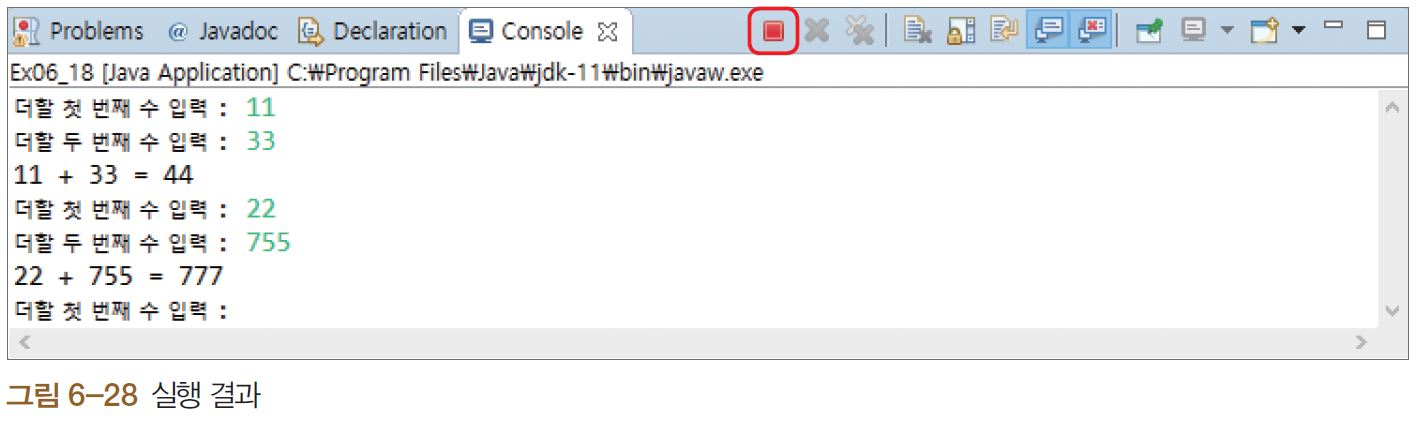 Problems @ Javadoc Declaration Console
Ex06_18 [Java Application] C:₩Program Files₩Java₩jdk-11₩bin₩javaw.exe
더할 첫 번째 수 입력 : 11
더할 두 번째 수 입력 : 33
11 + 33 = 44
더할 첫 번째 수 입력 : 22
더할 두 번째 수 입력 : 755
22 + 755 = 777
더할 첫 번째 수 입력 :
그림 6-28 실행 결과